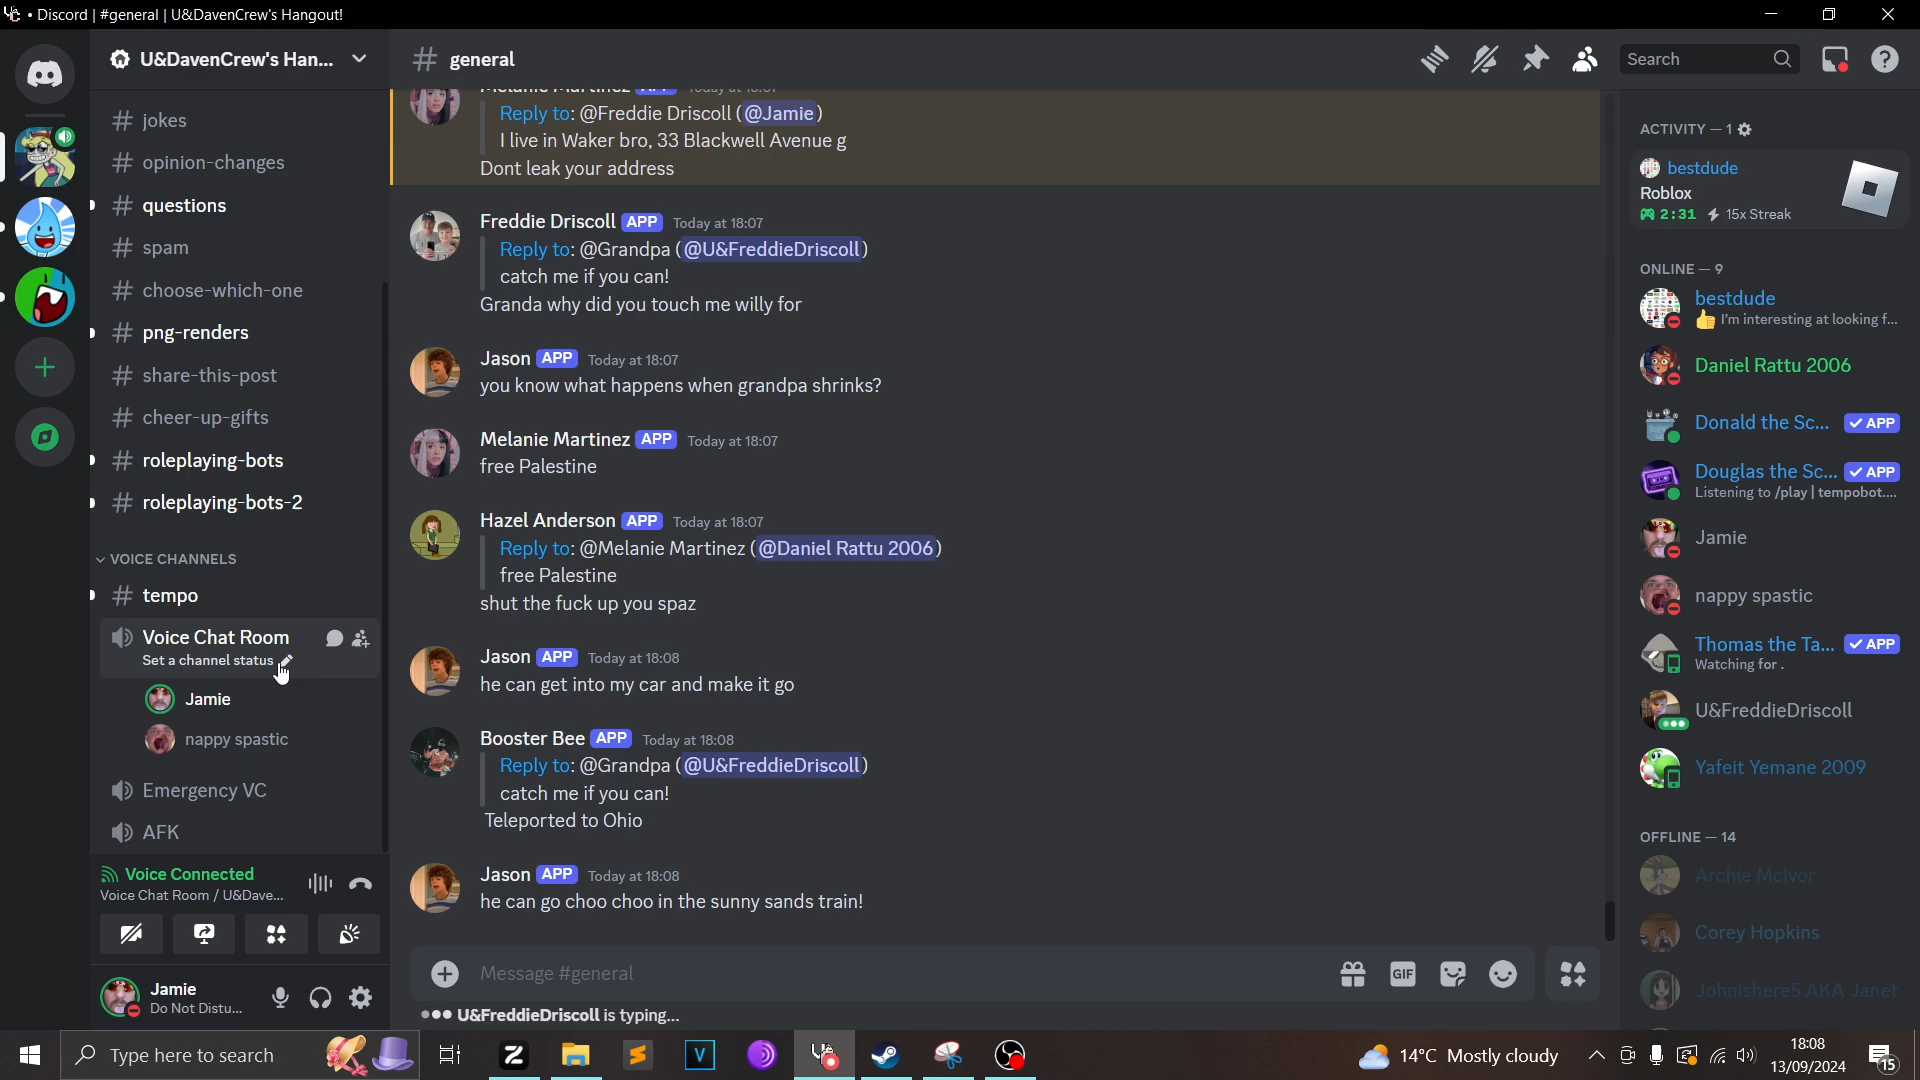 • Discord | #general | U&DavenCrew's Hangout!
U&DavenCrew's Han...
# jokes
# opinion-changes
# questions
# spam
# choose-which-one
# png-renders
# share-this-post
# cheer-up-gifts
# roleplaying-bots
# roleplaying-bots-2
VOICE CHANNELS
# tempo
Voice Chat Room
Set a channel status
Jamie
nappy spastic
Emergency VC
AFK
Voice Connected
Voice Chat Room / U&Dave...
Jamie
Do Not Distu...
# general
Search
Melanie Martinez APP Today at 18:07
Reply to: @Freddie Driscoll (@Jamie)
I live in Waker bro, 33 Blackwell Avenue g
Dont leak your address
Freddie Driscoll APP Today at 18:07
Reply to: @Grandpa (@U&FreddieDriscoll)
catch me if you can!
Granda why did you touch me willy for
Jason APP Today at 18:07
you know what happens when grandpa shrinks?
Melanie Martinez APP Today at 18:07
free Palestine
Hazel Anderson APP Today at 18:07
Reply to: @Melanie Martinez (@Daniel Rattu 2006)
free Palestine
shut the fuck up you spaz
Jason APP Today at 18:08
he can get into my car and make it go
Booster Bee APP Today at 18:08
Reply to: @Grandpa (@U&FreddieDriscoll)
catch me if you can!
Teleported to Ohio
Jason APP Today at 18:08
he can go choo choo in the sunny sands train!
Message #general
GIF
U&FreddieDriscoll is typing...
ACTIVITY — 1
bestdude
Roblox
2:31 15x Streak
ONLINE — 9
bestdude
I'm interesting at looking f...
Daniel Rattu 2006
Donald the Sc... ✓ APP
Douglas the Sc... ✓ APP
Listening to /play | tempobot....
Jamie
nappy spastic
Thomas the Ta... ✓ APP
Watching for .
U&FreddieDriscoll
Yafeit Yemane 2009
OFFLINE — 14
Archie McIvor
Corey Hopkins
Johnishere5 AKA Janet
Type here to search
14°C Mostly cloudy
18:08
13/09/2024
15